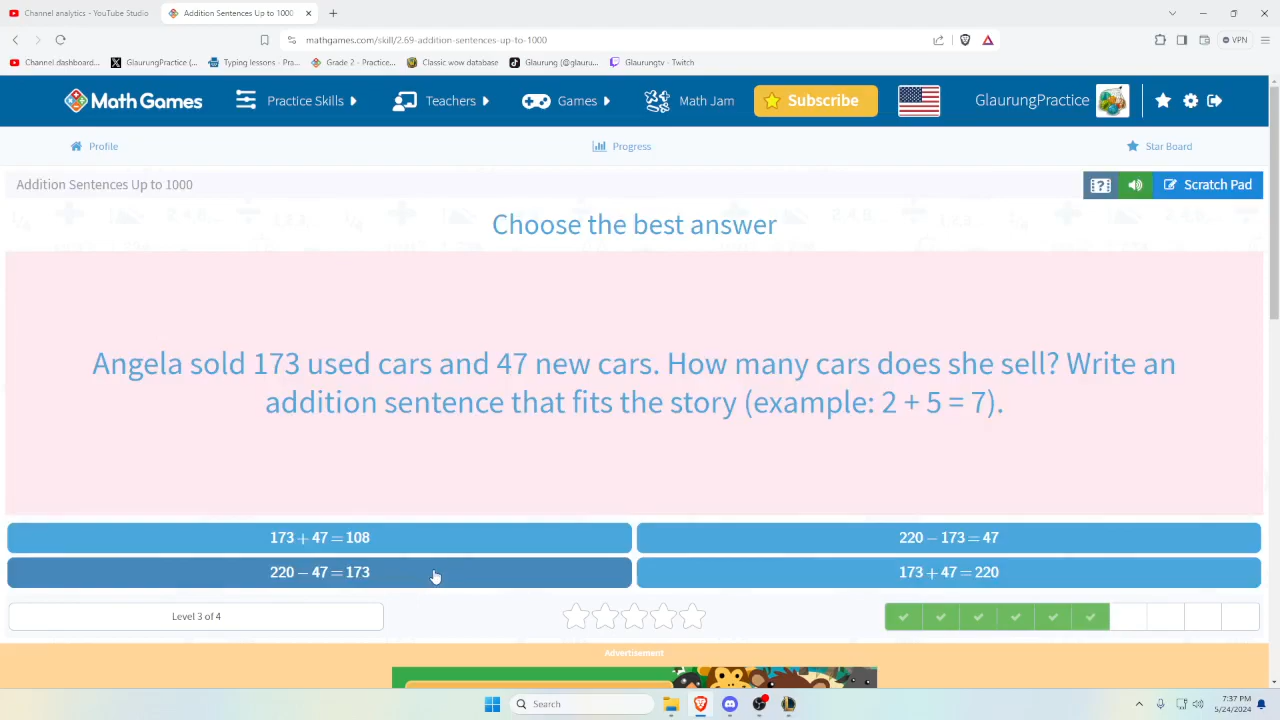 Channel analytics - YouTube Studio
Addition Sentences Up to 1000
mathgames.com/skill/2.69-addition-sentences-up-to-1000
VPN
Channel dashboard...
GlaurungPractice (...
Typing lessons - Pra...
Grade 2 - Practice...
Classic wow database
Glaurung (@glauru...
Glaurungtv - Twitch
Math Games
Practice Skills
Teachers
Games
Math Jam
Subscribe
GlaurungPractice
Profile
Progress
Star Board
Addition Sentences Up to 1000
Scratch Pad
Choose the best answer
Angela sold 173 used cars and 47 new cars. How many cars does she sell? Write an
addition sentence that fits the story (example: 2 + 5 = 7).
173 + 47 = 108
220 − 173 = 47
220 − 47 = 173
173 + 47 = 220
Level 3 of 4
Advertisement
Search
7:37 PM
5/24/2024